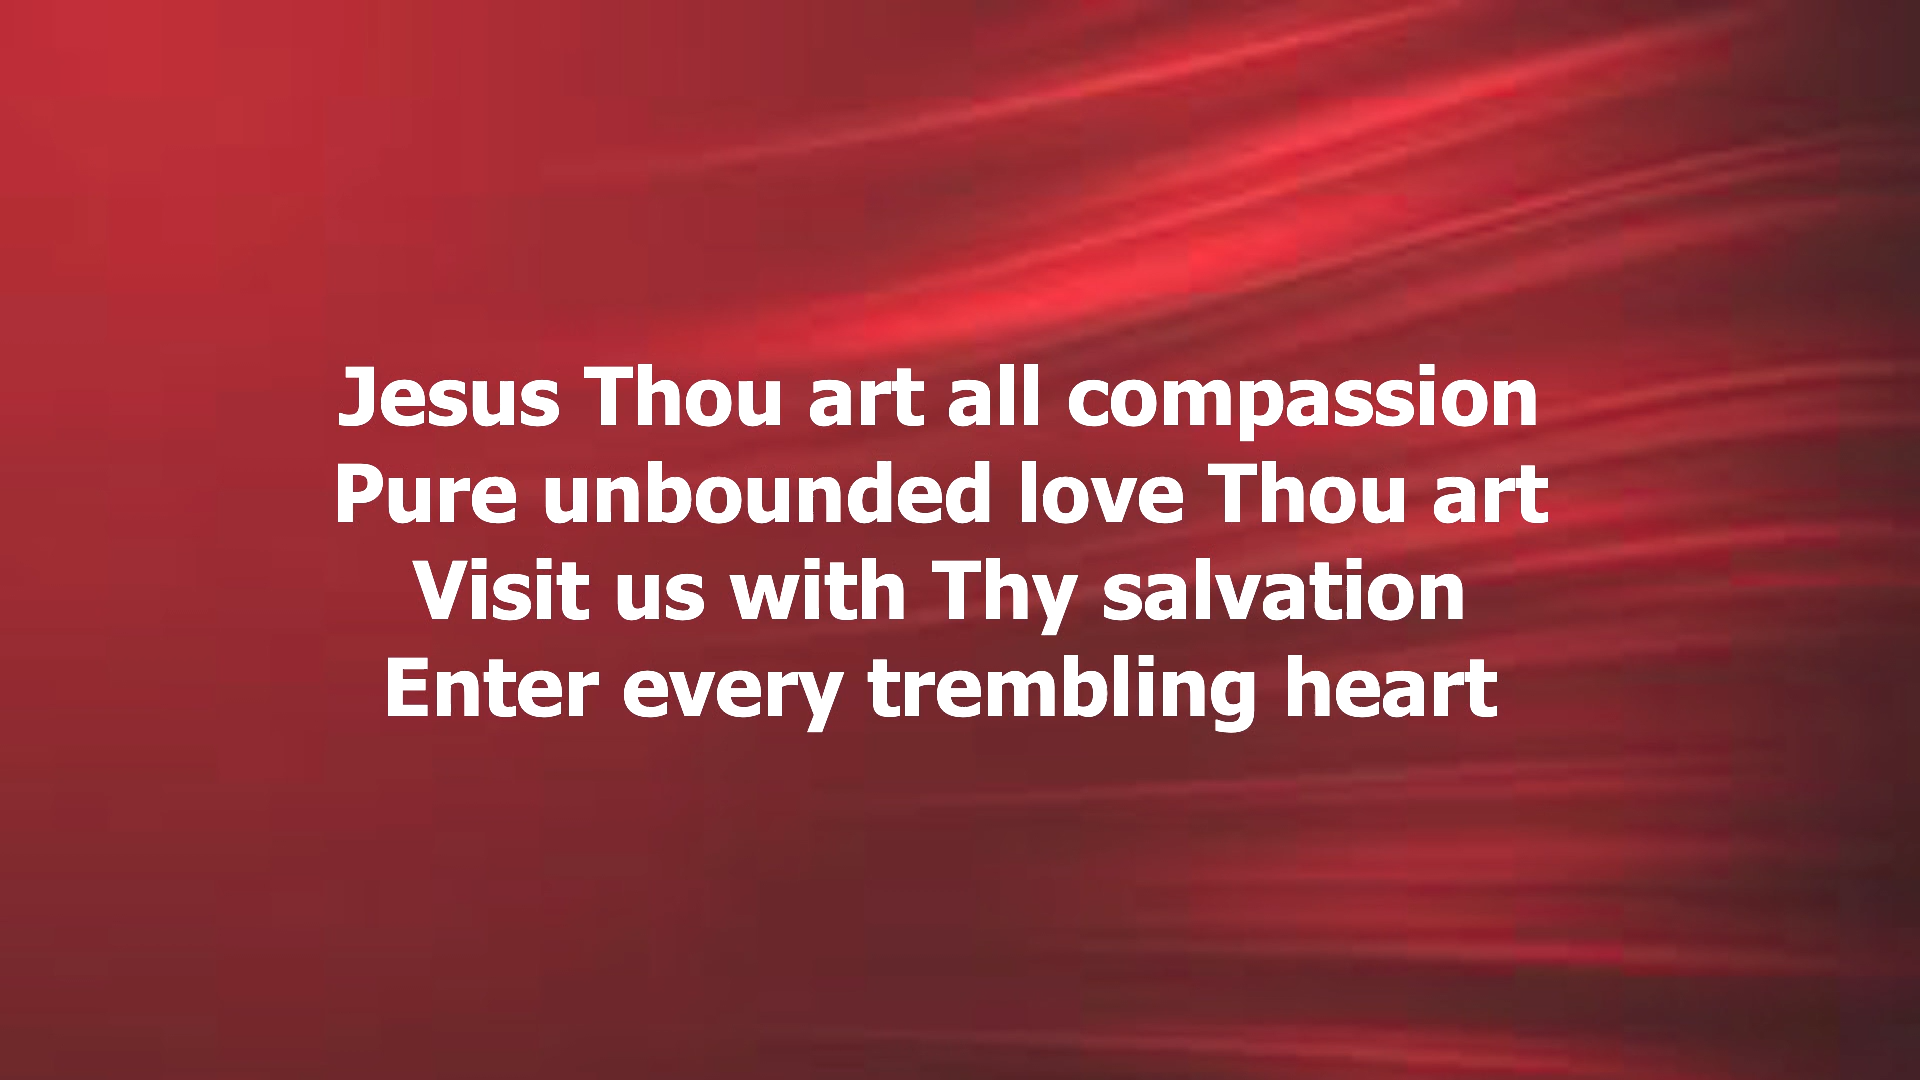 Jesus Thou art all compassion
Pure unbounded love Thou art
Visit us with Thy salvation
Enter every trembling heart